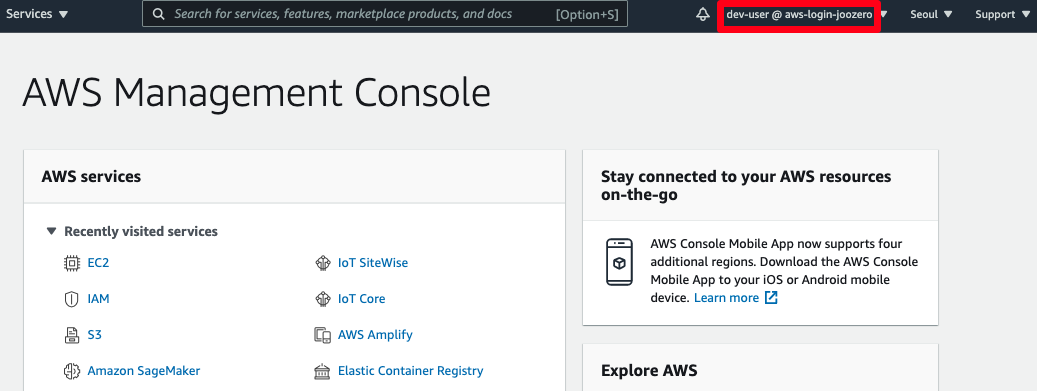 Services ▼
Search for services, features, marketplace products, and docs [Option+S]
dev-user @ aws-login-joozero ▼
Seoul ▼
Support ▼
AWS Management Console
AWS services
▼ Recently visited services
EC2
IAM
S3
Amazon SageMaker
IoT SiteWise
IoT Core
AWS Amplify
Elastic Container Registry
Stay connected to your AWS resources
on-the-go
AWS Console Mobile App now supports four
additional regions. Download the AWS Console
Mobile App to your iOS or Android mobile
device. Learn more
Explore AWS